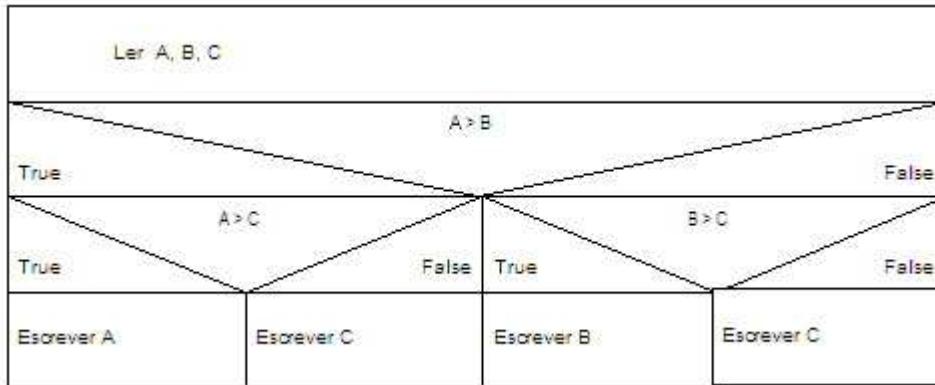 Ler A, B, C
A > B
True False
A > C B > C
True False True False
Escrever A Escrever C Escrever B Escrever C